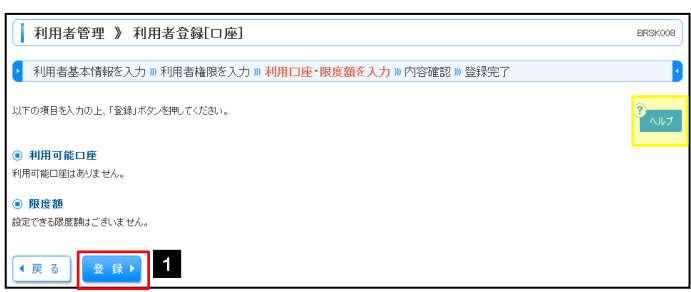 利用者管理 》 利用者登録[口座]
BRSK008
利用者基本情報を入力 » 利用者権限を入力 » 利用口座・限度額を入力 » 内容確認 » 登録完了
以下の項目を入力の上、「登録」ボタンを押してください。
? ヘルプ
利用可能口座
利用可能口座はありません。
限度額
設定できる限度額はございません。
戻る 登録 1